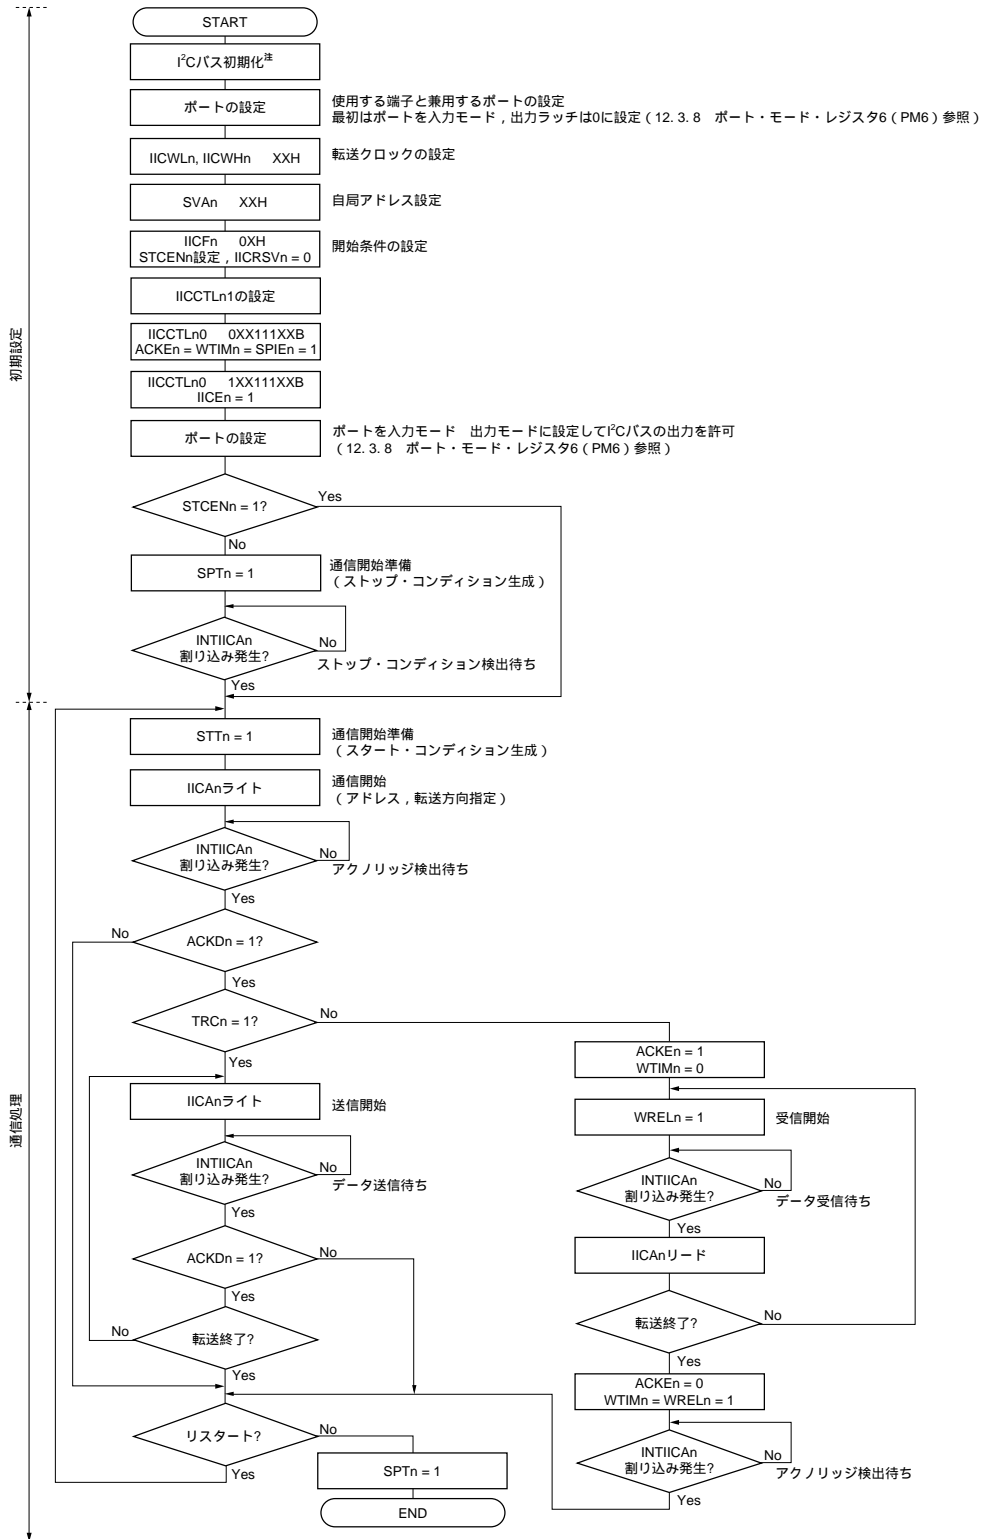 START
I²Cバス初期化注
ポートの設定
使用する端子と兼用するポートの設定
最初はポートを入力モード，出力ラッチは0に設定（12. 3. 8　ポート・モード・レジスタ6（PM6）参照）
IICWLn, IICWHn　XXH
転送クロックの設定
SVAn　XXH
自局アドレス設定
IICFn　0XH
STCENn設定，IICRSVn = 0
開始条件の設定
IICCTLn1の設定
IICCTLn0　0XX111XXB
ACKEn = WTIMn = SPIEn = 1
IICCTLn0　1XX111XXB
IICEn = 1
ポートの設定
ポートを入力モード　出力モードに設定してI²Cバスの出力を許可
（12. 3. 8　ポート・モード・レジスタ6（PM6）参照）
初期設定
STCENn = 1?
Yes
No
SPTn = 1
通信開始準備
（ストップ・コンディション生成）
INTIICAn
割り込み発生?
No
ストップ・コンディション検出待ち
Yes
STTn = 1
通信開始準備
（スタート・コンディション生成）
IICAnライト
通信開始
（アドレス，転送方向指定）
INTIICAn
割り込み発生?
No
アクノリッジ検出待ち
Yes
No
ACKDn = 1?
Yes
TRCn = 1?
No
Yes
通信処理
IICAnライト
送信開始
INTIICAn
割り込み発生?
No
データ送信待ち
Yes
ACKDn = 1?
No
Yes
No
転送終了?
Yes
ACKEn = 1
WTIMn = 0
WRELn = 1
受信開始
INTIICAn
割り込み発生?
No
データ受信待ち
Yes
IICAnリード
転送終了?
No
Yes
ACKEn = 0
WTIMn = WRELn = 1
INTIICAn
割り込み発生?
No
アクノリッジ検出待ち
Yes
リスタート?
No
Yes
SPTn = 1
END